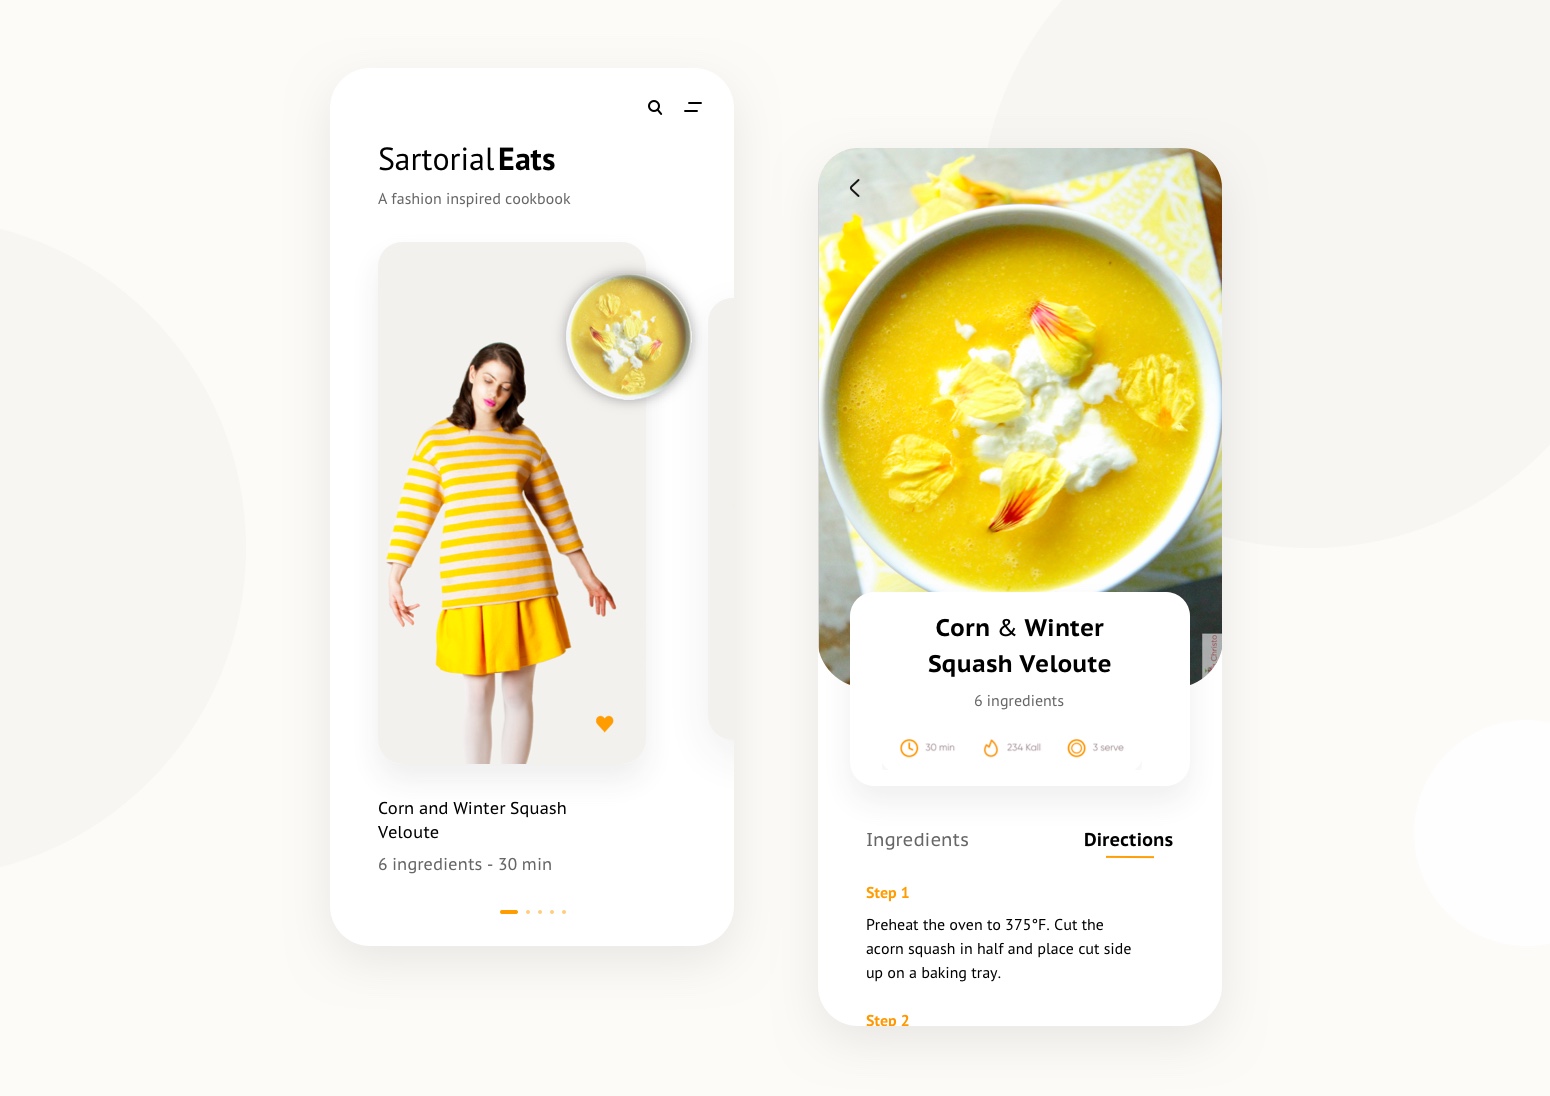 Sartorial Eats
A fashion inspired cookbook
Corn and Winter Squash
Veloute
6 ingredients - 30 min
Christo
Corn & Winter
Squash Veloute
6 ingredients
30 min
234 Kall
3 serve
Ingredients
Directions
Step 1
Preheat the oven to 375°F. Cut the
acorn squash in half and place cut side
up on a baking tray.
Step 2